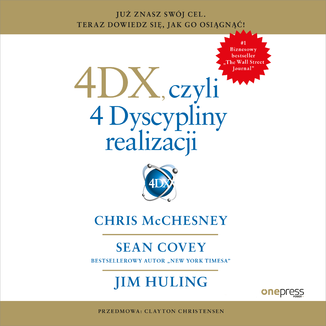 JUŻ ZNASZ SWÓJ CEL.
TERAZ DOWIEDZ SIĘ, JAK GO OSIĄGNĄĆ!
#1
Biznesowy
bestseller
„The Wall Street
Journal”
4DX, czyli
4 Dyscypliny
realizacji
4DX
CHRIS McCHESNEY
SEAN COVEY
BESTSELLEROWY AUTOR „NEW YORK TIMESA”
JIM HULING
onepress
PRZEDMOWA: CLAYTON CHRISTENSEN